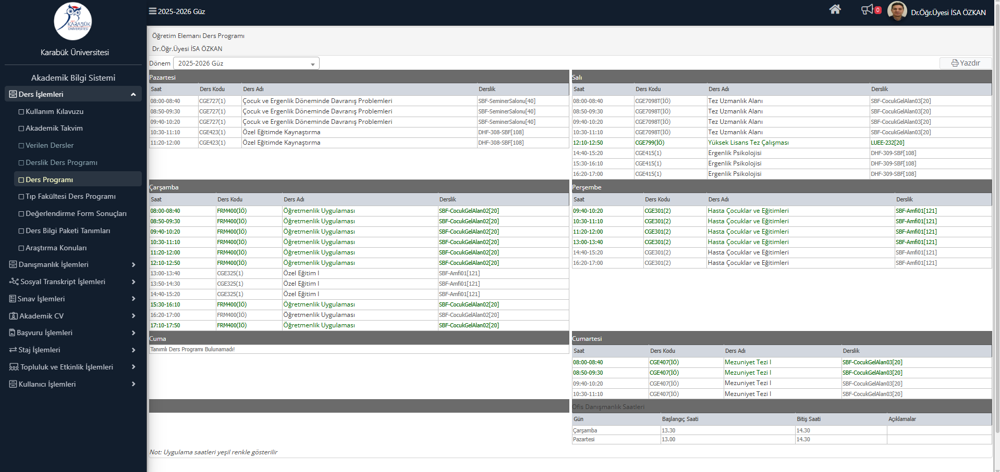 KARABÜK
ÜNİVERSİTESİ
Karabük Üniversitesi
Akademik Bilgi Sistemi
Ders İşlemleri
Kullanım Kılavuzu
Akademik Takvim
Verilen Dersler
Derslik Ders Programı
Ders Programı
Tıp Fakültesi Ders Programı
Değerlendirme Form Sonuçları
Ders Bilgi Paketi Tanımları
Araştırma Konuları
Danışmanlık İşlemleri
Sosyal Transkript İşlemleri
Sınav İşlemleri
Akademik CV
Başvuru İşlemleri
Staj İşlemleri
Topluluk ve Etkinlik İşlemleri
Kullanıcı İşlemleri
2025-2026 Güz
0
Dr.Öğr.Üyesi İSA ÖZKAN
Öğretim Elemanı Ders Programı
Dr.Öğr.Üyesi İSA ÖZKAN
Dönem 2025-2026 Güz
Yazdır
Pazartesi
Saat Ders Kodu Ders Adı Derslik
08:00-08:40 CGE727(1) Çocuk ve Ergenlik Döneminde Davranış Problemleri SBF-SeminerSalonu[40]
08:50-09:30 CGE727(1) Çocuk ve Ergenlik Döneminde Davranış Problemleri SBF-SeminerSalonu[40]
09:40-10:20 CGE727(1) Çocuk ve Ergenlik Döneminde Davranış Problemleri SBF-SeminerSalonu[40]
10:30-11:10 CGE423(1) Özel Eğitimde Kaynaştırma DHF-308-SBF[108]
11:20-12:00 CGE423(1) Özel Eğitimde Kaynaştırma DHF-308-SBF[108]
Salı
Saat Ders Kodu Ders Adı Derslik
08:00-08:40 CGE7098T(İÖ) Tez Uzmanlık Alanı SBF-CocukGelAlan03[20]
08:50-09:30 CGE7098T(İÖ) Tez Uzmanlık Alanı SBF-CocukGelAlan03[20]
09:40-10:20 CGE7098T(İÖ) Tez Uzmanlık Alanı SBF-CocukGelAlan03[20]
10:30-11:10 CGE7098T(İÖ) Tez Uzmanlık Alanı SBF-CocukGelAlan03[20]
12:10-12:50 CGE799(İÖ) Yüksek Lisans Tez Çalışması LUEE-232[20]
14:40-15:20 CGE415(1) Ergenlik Psikolojisi DHF-309-SBF[108]
15:30-16:10 CGE415(1) Ergenlik Psikolojisi DHF-309-SBF[108]
16:20-17:00 CGE415(1) Ergenlik Psikolojisi DHF-309-SBF[108]
Çarşamba
Saat Ders Kodu Ders Adı Derslik
08:00-08:40 FRM400(İÖ) Öğretmenlik Uygulaması SBF-CocukGelAlan02[20]
08:50-09:30 FRM400(İÖ) Öğretmenlik Uygulaması SBF-CocukGelAlan02[20]
09:40-10:20 FRM400(İÖ) Öğretmenlik Uygulaması SBF-CocukGelAlan02[20]
10:30-11:10 FRM400(İÖ) Öğretmenlik Uygulaması SBF-CocukGelAlan02[20]
11:20-12:00 FRM400(İÖ) Öğretmenlik Uygulaması SBF-CocukGelAlan02[20]
12:10-12:50 FRM400(İÖ) Öğretmenlik Uygulaması SBF-CocukGelAlan02[20]
13:00-13:40 CGE325(1) Özel Eğitim I SBF-Amfi01[121]
13:50-14:30 CGE325(1) Özel Eğitim I SBF-Amfi01[121]
14:40-15:20 CGE325(1) Özel Eğitim I SBF-Amfi01[121]
15:30-16:10 FRM400(İÖ) Öğretmenlik Uygulaması SBF-CocukGelAlan02[20]
16:20-17:00 FRM400(İÖ) Öğretmenlik Uygulaması SBF-CocukGelAlan02[20]
17:10-17:50 FRM400(İÖ) Öğretmenlik Uygulaması SBF-CocukGelAlan02[20]
Perşembe
Saat Ders Kodu Ders Adı Derslik
09:40-10:20 CGE301(2) Hasta Çocuklar ve Eğitimleri SBF-Amfi01[121]
10:30-11:10 CGE301(2) Hasta Çocuklar ve Eğitimleri SBF-Amfi01[121]
11:20-12:00 CGE301(2) Hasta Çocuklar ve Eğitimleri SBF-Amfi01[121]
13:00-13:40 CGE301(2) Hasta Çocuklar ve Eğitimleri SBF-Amfi01[121]
14:40-15:20 CGE301(2) Hasta Çocuklar ve Eğitimleri SBF-Amfi01[121]
16:20-17:00 CGE301(2) Hasta Çocuklar ve Eğitimleri SBF-Amfi01[121]
Cuma
Tanımlı Ders Programı Bulunamadı!
Cumartesi
Saat Ders Kodu Ders Adı Derslik
08:00-08:40 CGE407(İÖ) Mezuniyet Tezi I SBF-CocukGelAlan03[20]
08:50-09:30 CGE407(İÖ) Mezuniyet Tezi I SBF-CocukGelAlan03[20]
09:40-10:20 CGE407(İÖ) Mezuniyet Tezi I SBF-CocukGelAlan03[20]
10:30-11:10 CGE407(İÖ) Mezuniyet Tezi I SBF-CocukGelAlan03[20]
Ofis Danışmanlık Saatleri
Gün Başlangıç Saati Bitiş Saati Açıklamalar
Çarşamba 13.30 14.30
Pazartesi 13.00 14.30
Not: Uygulama saatleri yeşil renkle gösterilir